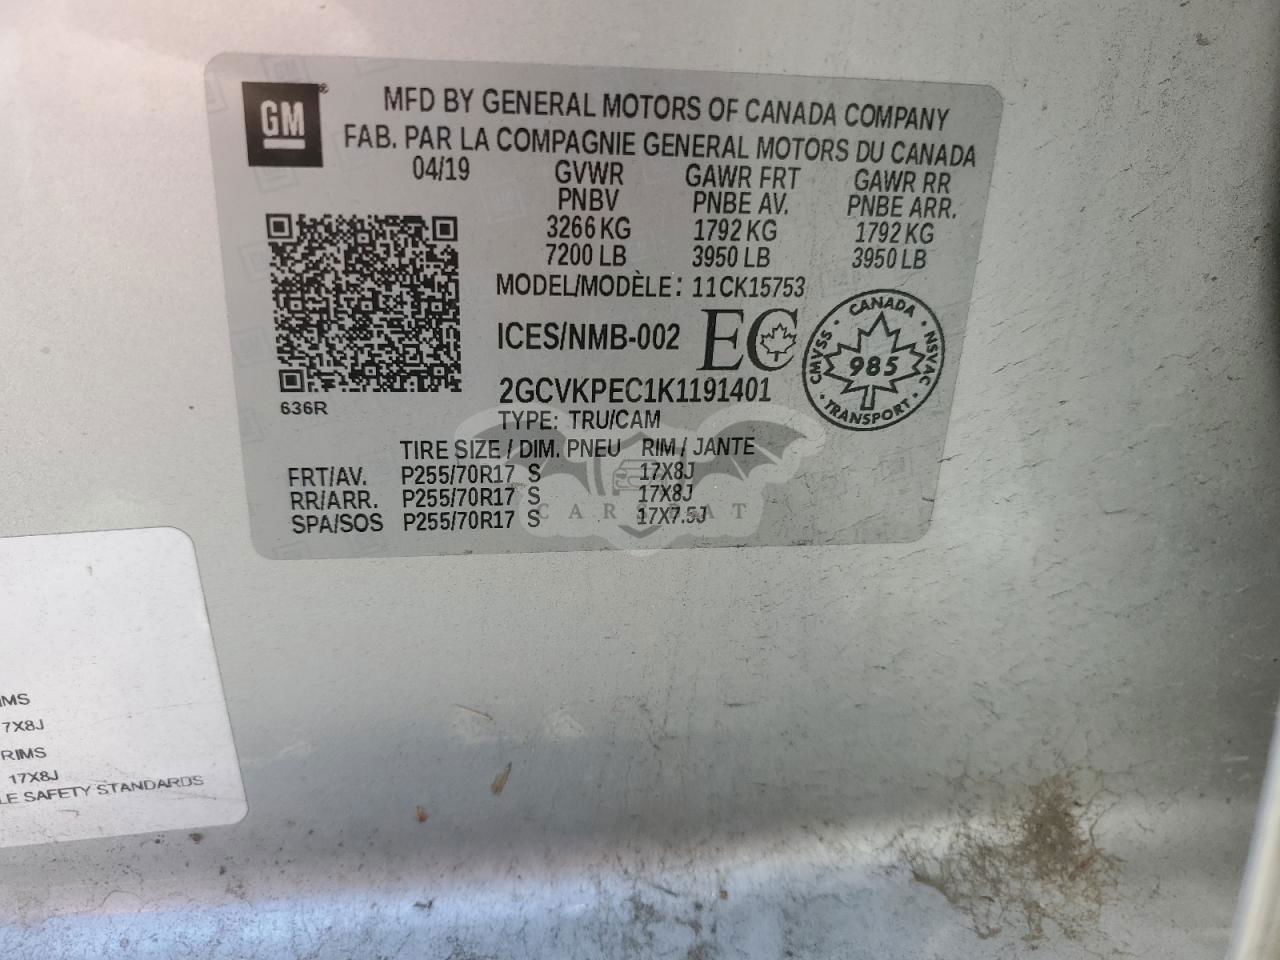 GM
MFD BY GENERAL MOTORS OF CANADA COMPANY
FAB. PAR LA COMPAGNIE GENERAL MOTORS DU CANADA
04/19 GVWR GAWR FRT GAWR RR
PNBV PNBE AV. PNBE ARR.
3266 KG 1792 KG 1792 KG
7200 LB 3950 LB 3950 LB
MODEL/MODÈLE: 11CK15753
ICES/NMB-002 EC
CANADA
CMVSS • 985 • NSVAC
TRANSPORT
2GCVKPEC1K1191401
636R
TYPE: TRU/CAM
TIRE SIZE / DIM. PNEU RIM / JANTE
FRT/AV. P255/70R17 S 17X8J
RR/ARR. P255/70R17 S 17X8J
SPA/SOS P255/70R17 S 17X7.5J
IMS
7X8J
RIMS
17X8J
LE SAFETY STANDARDS